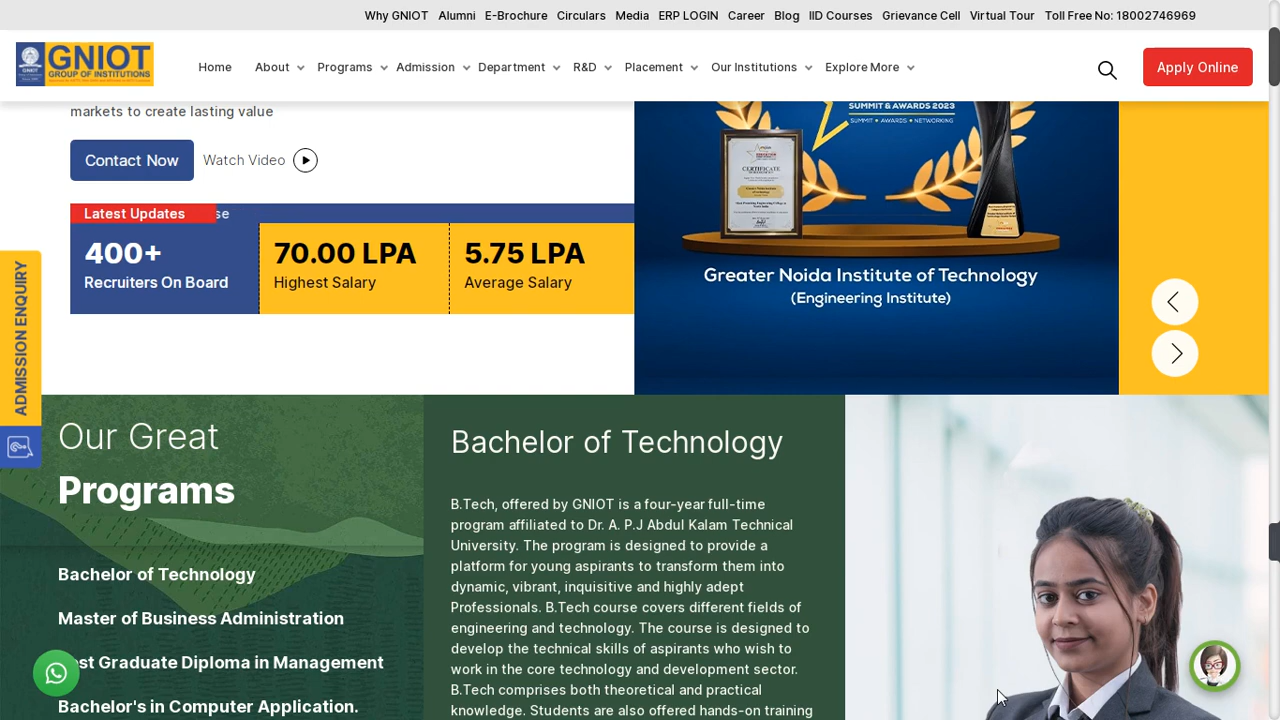 Why GNIOT Alumni E-Brochure Circulars Media ERP LOGIN Career Blog IID Courses Grievance Cell Virtual Tour Toll Free No: 18002746969
GNIOT
GROUP OF INSTITUTIONS
Home About Programs Admission Department R&D Placement Our Institutions Explore More
Apply Online
markets to create lasting value
Contact Now Watch Video
Latest Updates se
400+
Recruiters On Board
70.00 LPA
Highest Salary
5.75 LPA
Average Salary
SUMMIT & AWARDS 2023
SUMMIT • AWARDS • NETWORKING
CERTIFICATE
Greater Noida Institute of Technology
(Engineering Institute)
ADMISSION ENQUIRY
Our Great
Programs
Bachelor of Technology
Master of Business Administration
st Graduate Diploma in Management
Bachelor's in Computer Application.
Bachelor of Technology
B.Tech, offered by GNIOT is a four-year full-time
program affiliated to Dr. A. P.J Abdul Kalam Technical
University. The program is designed to provide a
platform for young aspirants to transform them into
dynamic, vibrant, inquisitive and highly adept
Professionals. B.Tech course covers different fields of
engineering and technology. The course is designed to
develop the technical skills of aspirants who wish to
work in the core technology and development sector.
B.Tech comprises both theoretical and practical
knowledge. Students are also offered hands-on training